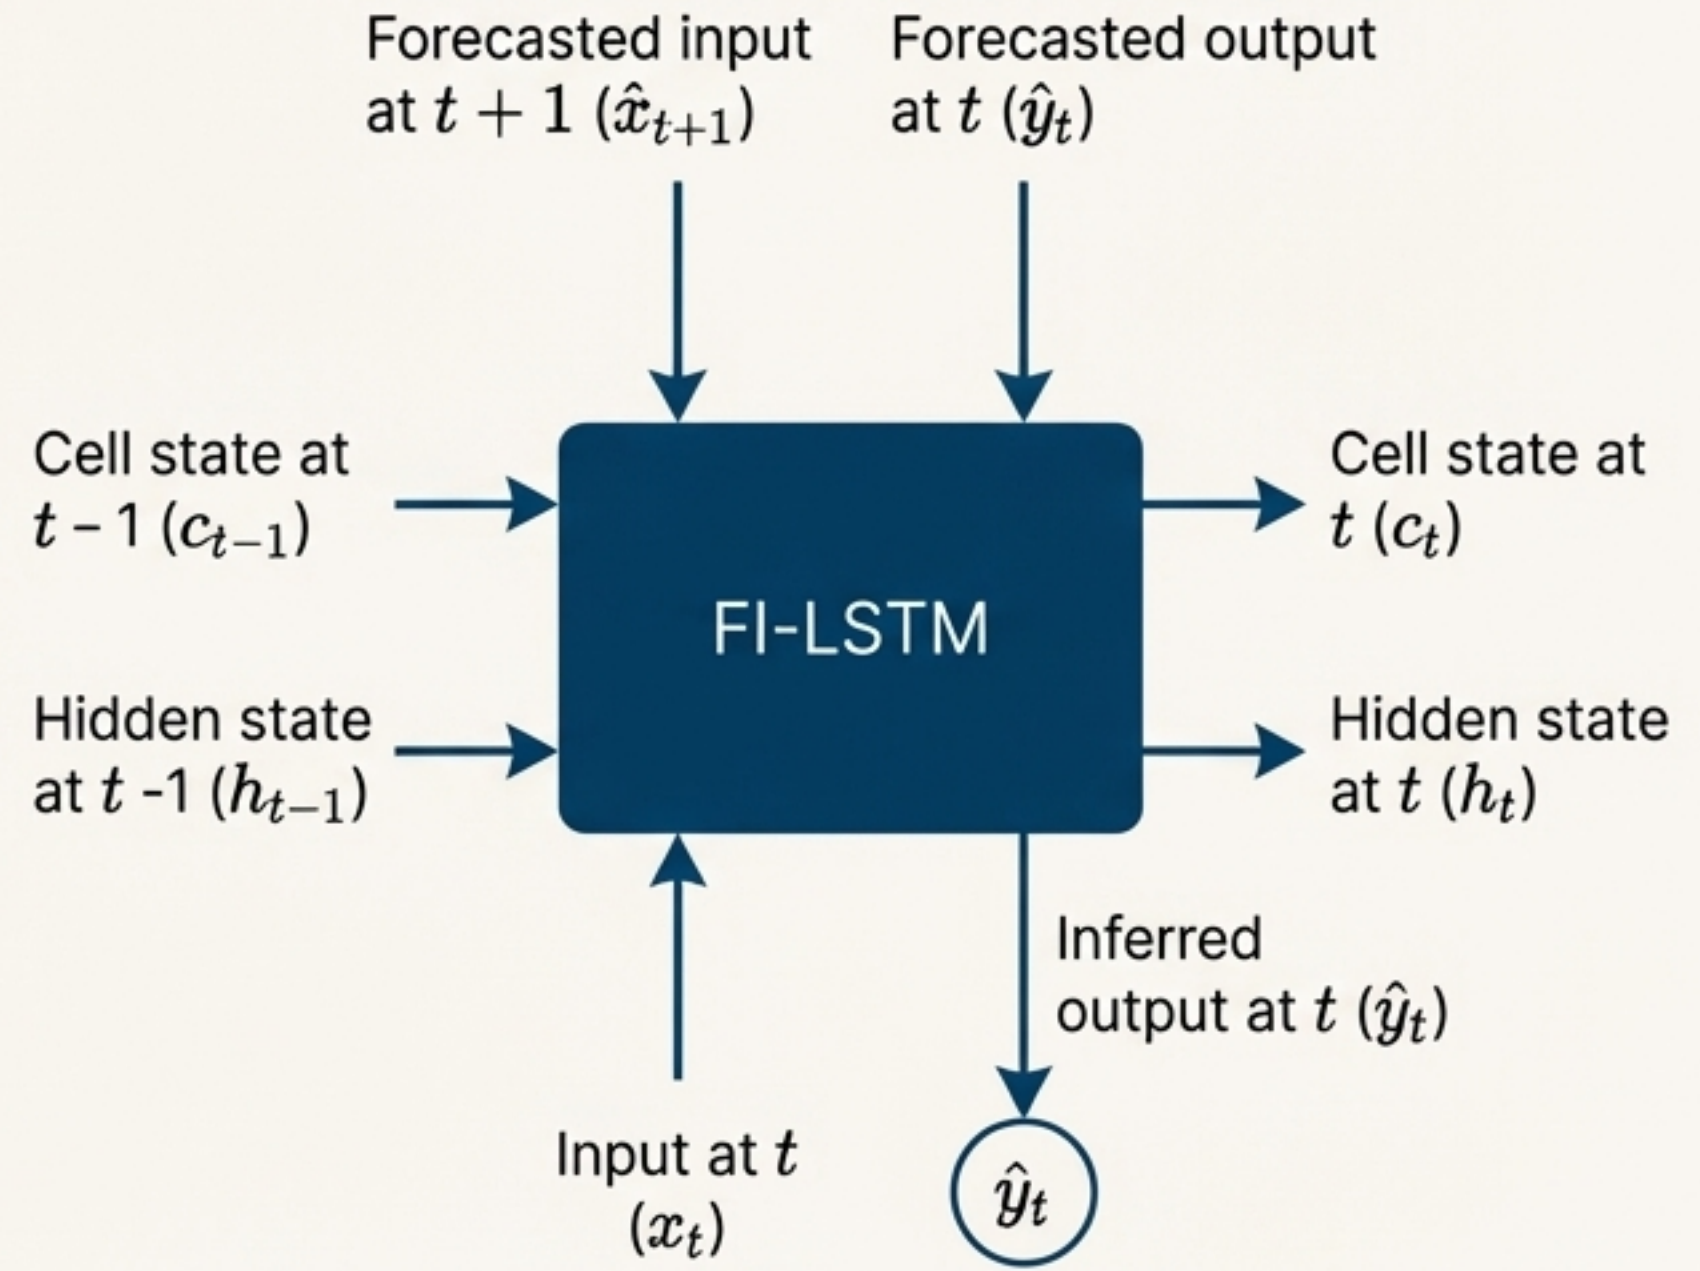 Forecasted input
at t + 1 (x̂ₜ₊₁)
Forecasted output
at t (ŷₜ)
Cell state at
t – 1 (cₜ₋₁)
Cell state at
t (cₜ)
FI-LSTM
Hidden state
at t -1 (hₜ₋₁)
Hidden state
at t (hₜ)
Inferred
output at t (ŷₜ)
Input at t
(xₜ)
ŷₜ